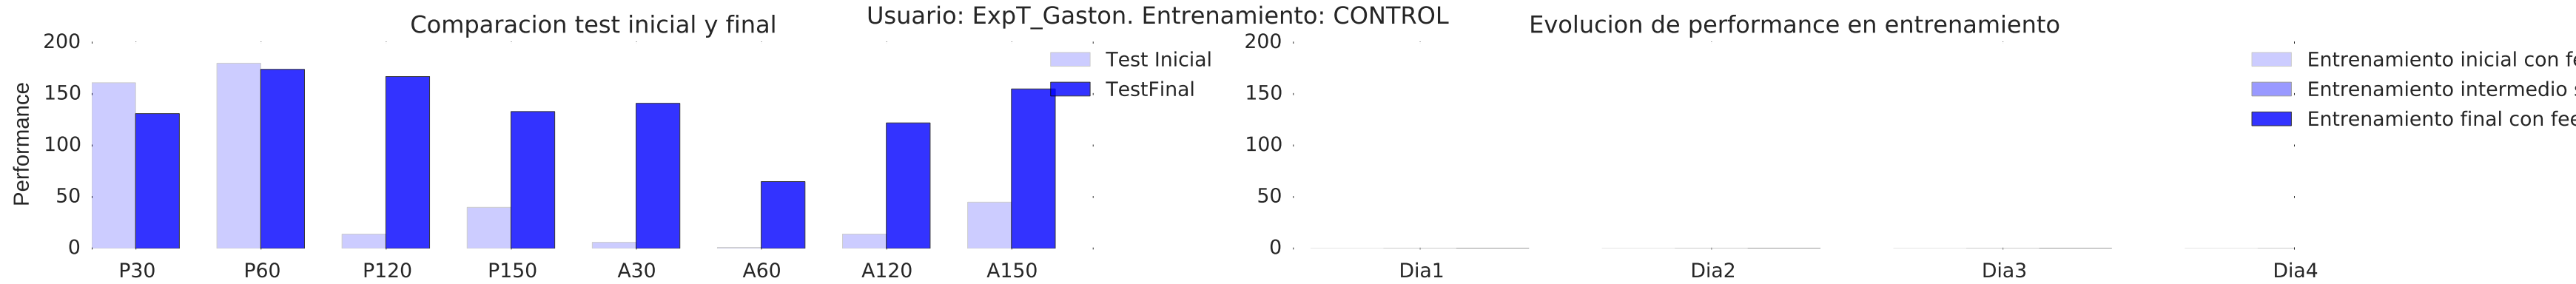 Usuario: ExpT_Gaston. Entrenamiento: CONTROL
Comparacion test inicial y final
Performance
200
150
100
50
0
P30 P60 P120 P150 A30 A60 A120 A150
Test Inicial
TestFinal
Evolucion de performance en entrenamiento
200
150
100
50
0
Dia1 Dia2 Dia3 Dia4
Entrenamiento inicial con
Entrenamiento intermedio
Entrenamiento final con